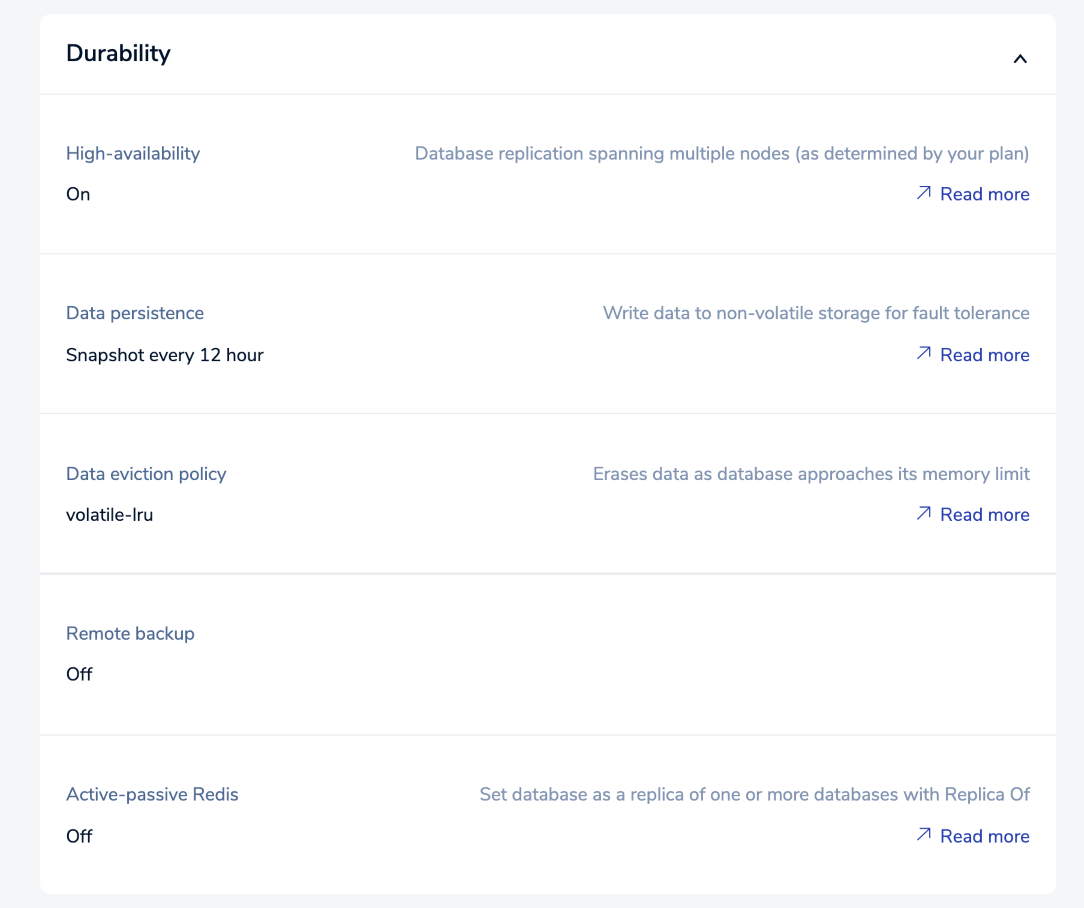 Durability
High-availability
Database replication spanning multiple nodes (as determined by your plan)
On
Read more
Data persistence
Write data to non-volatile storage for fault tolerance
Snapshot every 12 hour
Read more
Data eviction policy
Erases data as database approaches its memory limit
volatile-lru
Read more
Remote backup
Off
Active-passive Redis
Set database as a replica of one or more databases with Replica Of
Off
Read more